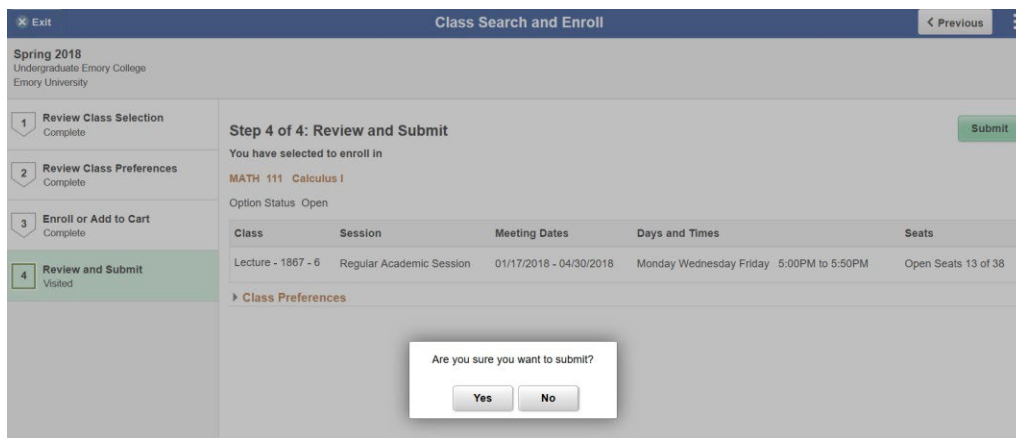 Exit
Class Search and Enroll
Previous
Spring 2018
Undergraduate Emory College
Emory University
1 Review Class Selection
Complete
2 Review Class Preferences
Complete
3 Enroll or Add to Cart
Complete
4 Review and Submit
Visited
Step 4 of 4: Review and Submit
Submit
You have selected to enroll in
MATH 111 Calculus I
Option Status Open
Class Session Meeting Dates Days and Times Seats
Lecture - 1867 - 6 Regular Academic Session 01/17/2018 - 04/30/2018 Monday Wednesday Friday 5:00PM to 5:50PM Open Seats 13 of 38
Class Preferences
Are you sure you want to submit?
Yes No